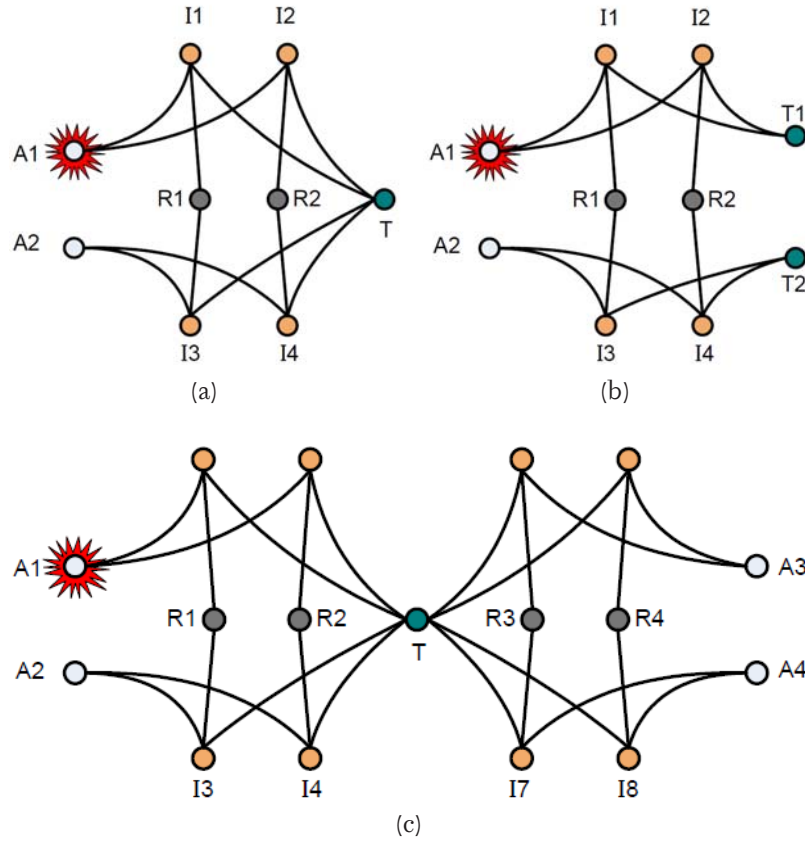 I1 I2 I1 I2
T1
A1 A1
R1 R2 R1 R2
T
A2 A2
T2
I3 I4 I3 I4
(a) (b)
A1 A3
R1 R2 R3 R4
T
A2 A4
I3 I4 I7 I8
(c)